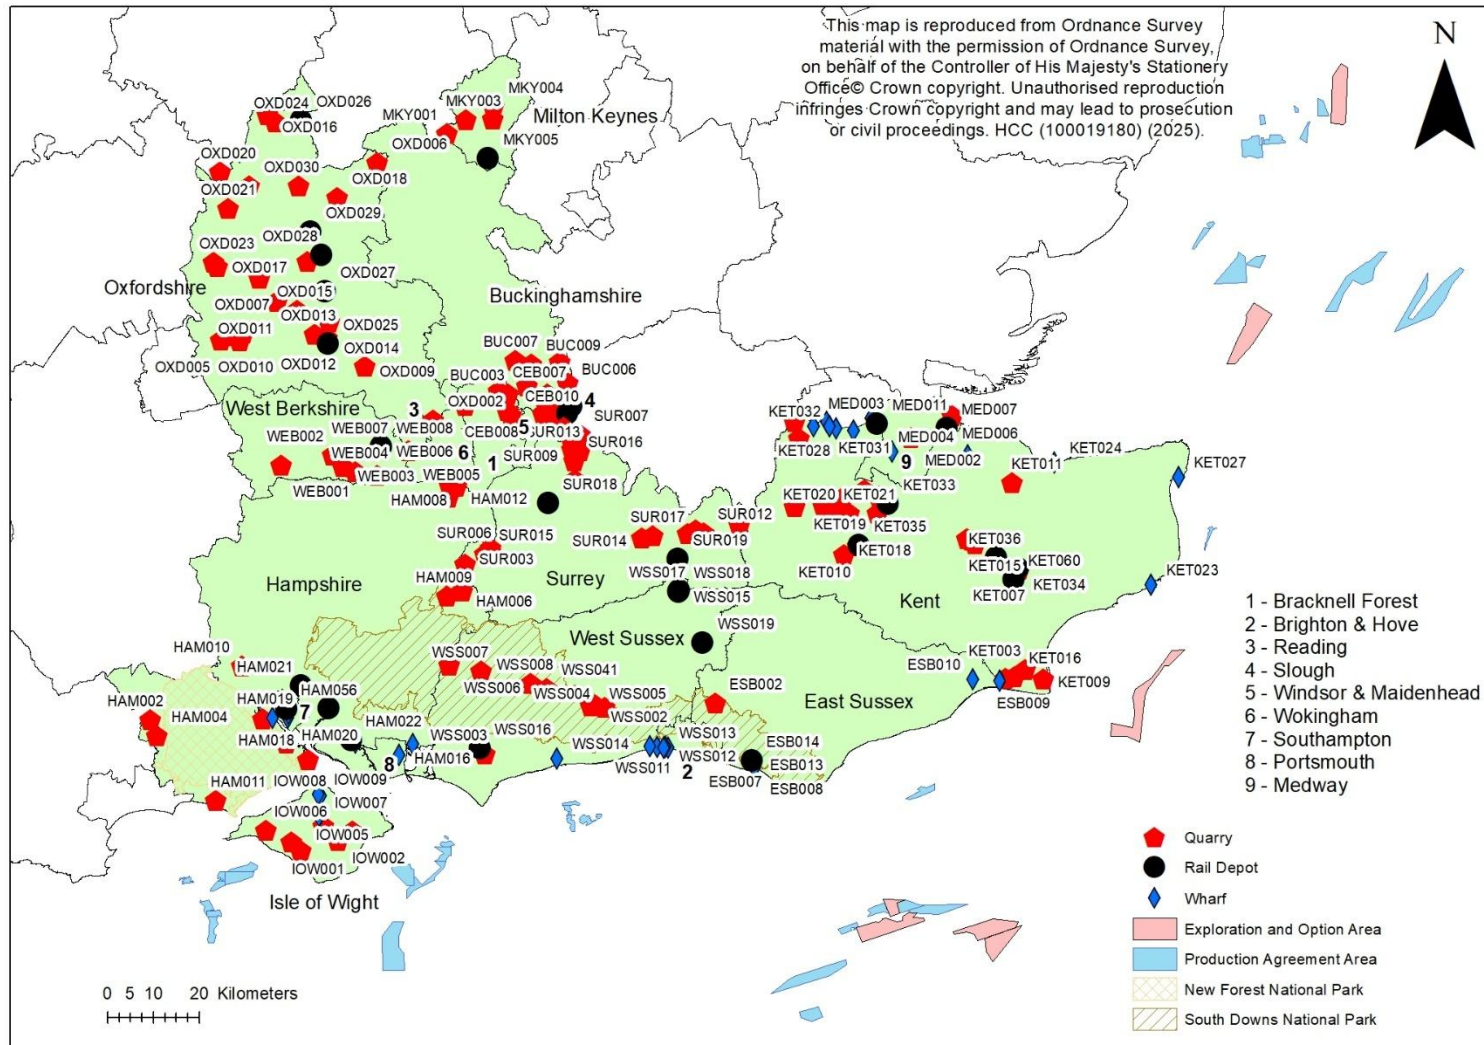 This map is reproduced from Ordnance Survey
material with the permission of Ordnance Survey,
on behalf of the Controller of His Majesty's Stationery
Office© Crown copyright. Unauthorised reproduction
infringes Crown copyright and may lead to prosecution
or civil proceedings. HCC (100019180) (2025).
N
OXD024
OXD026
OXD016
MKY001
MKY003
MKY004
Milton Keynes
MKY005
OXD006
OXD020
OXD030
OXD018
OXD021
OXD029
OXD028
OXD023
OXD017
OXD027
Oxfordshire
OXD015
OXD007
OXD013
OXD011
OXD025
OXD014
OXD005
OXD010
OXD012
OXD009
Buckinghamshire
BUC007
BUC009
BUC003
CEB007
BUC006
OXD002
CEB010
4
SUR007
West Berkshire
3
WEB007
WEB008
CEB008
5
SUR013
SUR016
WEB002
WEB004
WEB006
6
1
SUR009
WEB003
WEB005
SUR018
WEB001
HAM008
HAM012
KET032
MED003
MED011
MED007
KET028
KET031
MED004
MED006
9
MED002
KET024
KET011
KET027
KET020
KET021
KET033
KET019
KET035
SUR017
SUR012
SUR014
SUR019
SUR006
SUR015
SUR003
KET018
KET036
KET010
KET015
KET060
KET007
KET034
KET023
Hampshire
HAM009
HAM006
Surrey
WSS017
WSS018
WSS015
Kent
West Sussex
WSS019
HAM010
HAM021
WSS007
WSS008
WSS041
WSS006
WSS004
WSS005
WSS002
ESB002
East Sussex
ESB010
KET003
KET016
KET009
ESB009
HAM002
HAM019
HAM056
HAM004
7
HAM018
HAM020
HAM022
HAM016
WSS003
WSS016
WSS014
WSS013
WSS012
WSS011
2
ESB014
ESB013
ESB007
ESB008
8
HAM011
IOW008
IOW009
IOW007
IOW006
IOW005
IOW002
IOW001
Isle of Wight
1 - Bracknell Forest
2 - Brighton & Hove
3 - Reading
4 - Slough
5 - Windsor & Maidenhead
6 - Wokingham
7 - Southampton
8 - Portsmouth
9 - Medway
Quarry
Rail Depot
Wharf
Exploration and Option Area
Production Agreement Area
New Forest National Park
South Downs National Park
0 5 10 20 Kilometers